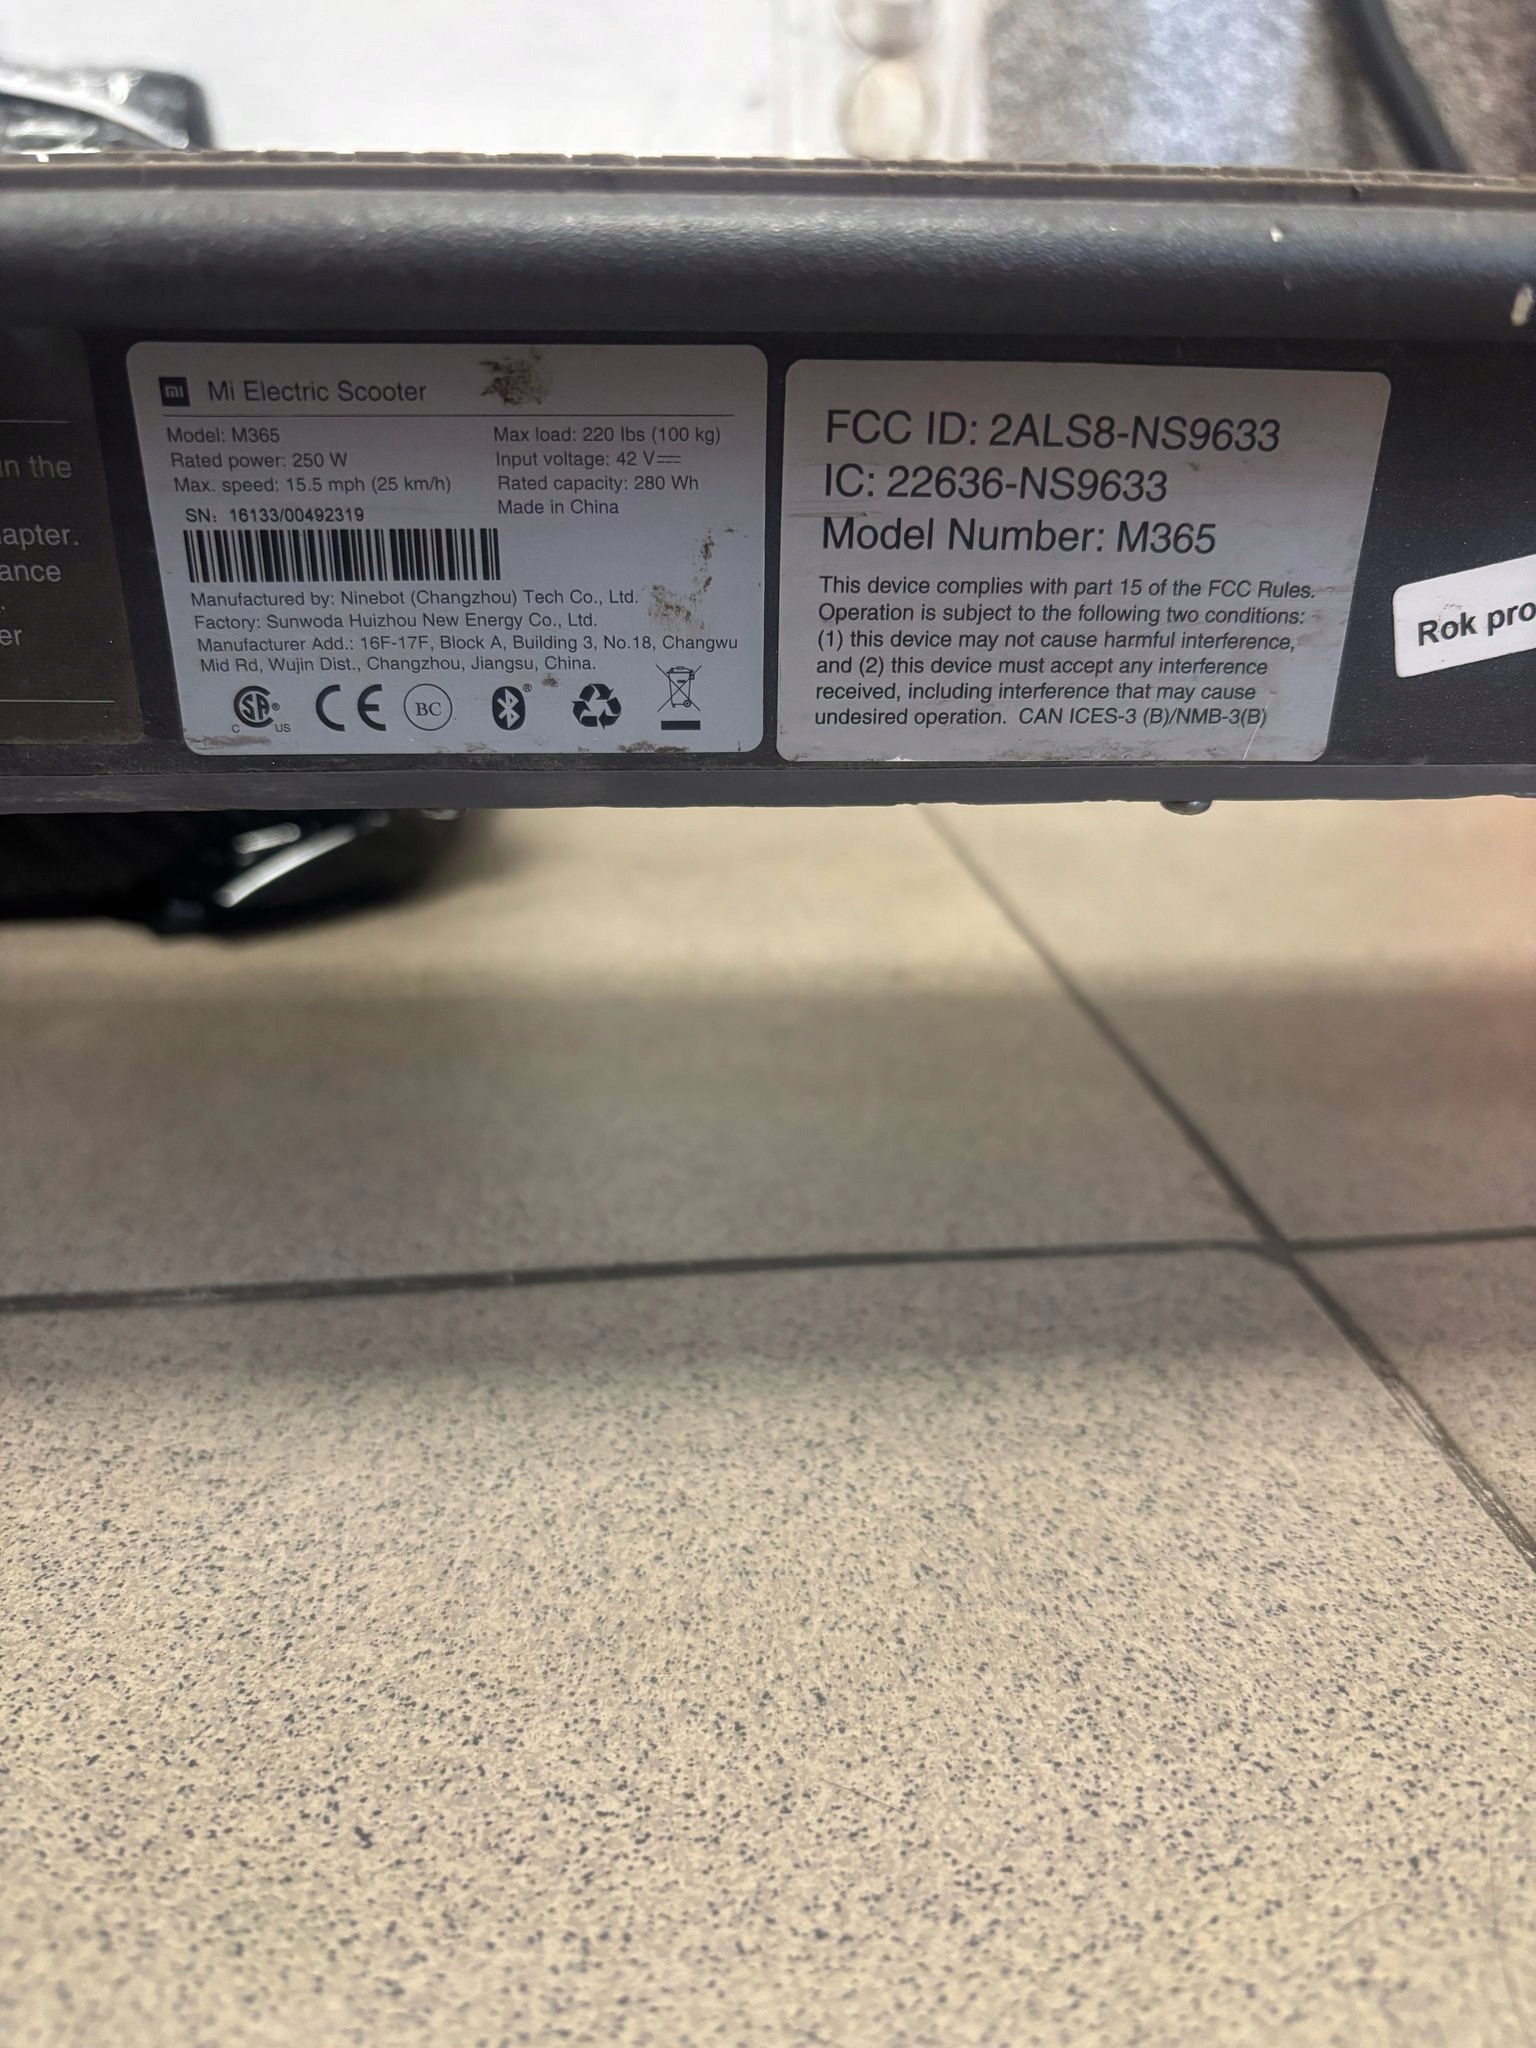 in the
apter.
ance
er
mi Mi Electric Scooter
Model: M365
Rated power: 250 W
Max. speed: 15.5 mph (25 km/h)
SN: 16133/00492319
Max load: 220 lbs (100 kg)
Input voltage: 42 V⎓
Rated capacity: 280 Wh
Made in China
Manufactured by: Ninebot (Changzhou) Tech Co., Ltd.
Factory: Sunwoda Huizhou New Energy Co., Ltd.
Manufacturer Add.: 16F-17F, Block A, Building 3, No.18, Changwu
Mid Rd, Wujin Dist., Changzhou, Jiangsu, China.
C SA® US CE BC ®
FCC ID: 2ALS8-NS9633
IC: 22636-NS9633
Model Number: M365
This device complies with part 15 of the FCC Rules.
Operation is subject to the following two conditions:
(1) this device may not cause harmful interference,
and (2) this device must accept any interference
received, including interference that may cause
undesired operation. CAN ICES-3 (B)/NMB-3(B)
Rok pro